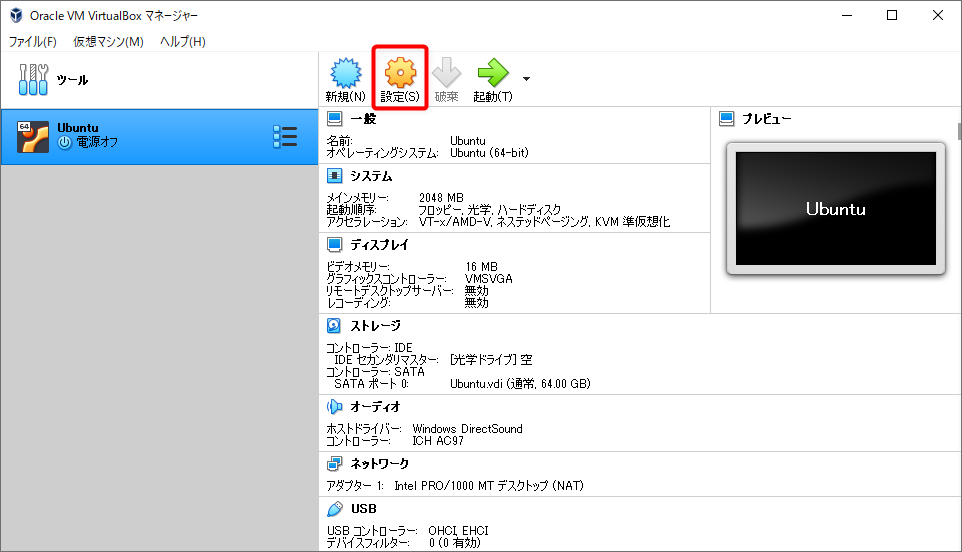 Oracle VM VirtualBox マネージャー
ファイル(F) 仮想マシン(M) ヘルプ(H)
ツール
新規(N) 設定(S) 破棄 起動(T)
64
Ubuntu
電源オフ
一般
名前: Ubuntu
オペレーティングシステム: Ubuntu (64-bit)
システム
メインメモリー: 2048 MB
起動順序: フロッピー, 光学, ハードディスク
アクセラレーション: VT-x/AMD-V, ネステッドページング, KVM 準仮想化
ディスプレイ
ビデオメモリー: 16 MB
グラフィックスコントローラー: VMSVGA
リモートデスクトップサーバー: 無効
レコーディング: 無効
プレビュー
Ubuntu
ストレージ
コントローラー: IDE
IDE セカンダリマスター: [光学ドライブ] 空
コントローラー: SATA
SATA ポート 0: Ubuntu.vdi (通常, 64.00 GB)
オーディオ
ホストドライバー: Windows DirectSound
コントローラー: ICH AC97
ネットワーク
アダプター 1: Intel PRO/1000 MT デスクトップ (NAT)
USB
USB コントローラー: OHCI, EHCI
デバイスフィルター: 0 (0 有効)